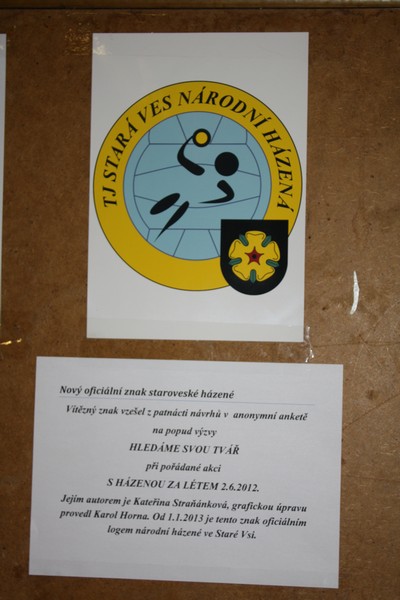 TJ STARÁ VES NÁRODNÍ HÁZENÁ
Nový oficiální znak staroveské házené
Vítězný znak vzešel z patnácti návrhů v anonymní anketě
na popud výzvy
HLEDÁME SVOU TVÁŘ
při pořádané akci
S HÁZENOU ZA LÉTEM 2.6.2012.
Jejím autorem je Kateřina Straňánková, grafickou úpravu
provedl Karol Horna. Od 1.1.2013 je tento znak oficiálním
logem národní házené ve Staré Vsi.